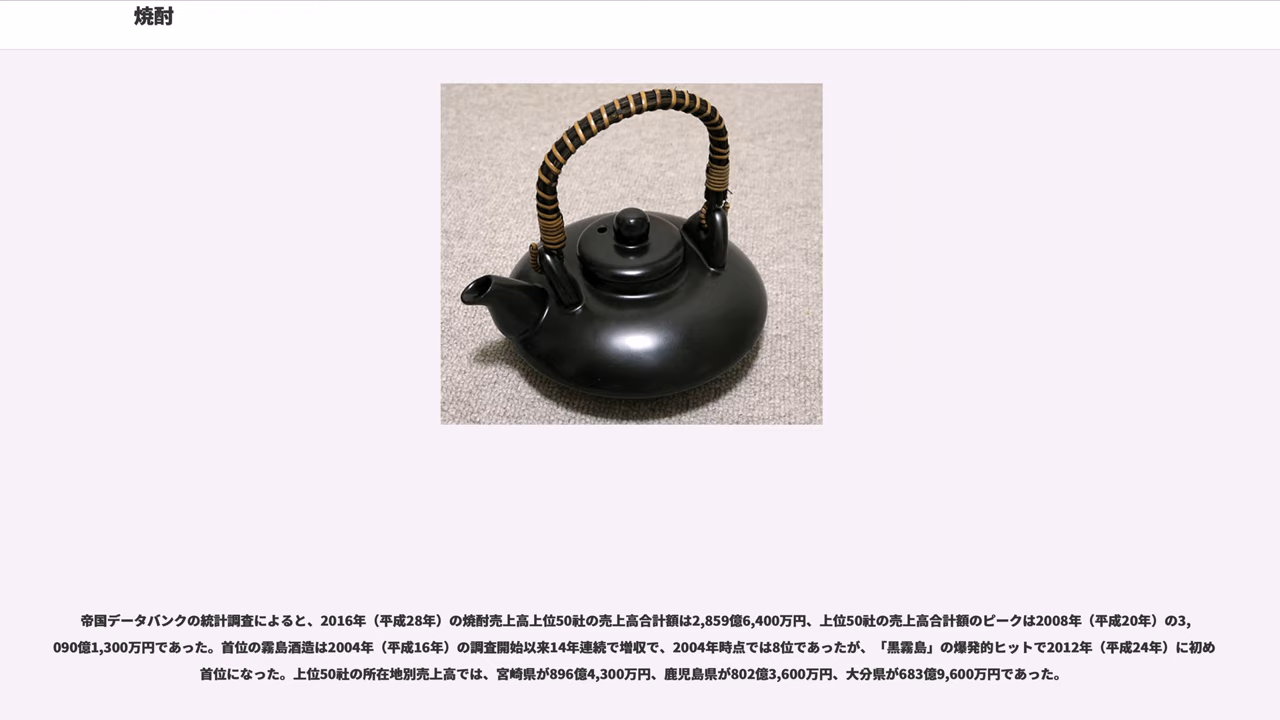 焼酎
帝国データバンクの統計調査によると、2016年（平成28年）の焼酎売上高上位50社の売上高合計額は2,859億6,400万円、上位50社の売上高合計額のピークは2008年（平成20年）の3,
090億1,300万円であった。首位の霧島酒造は2004年（平成16年）の調査開始以来14年連続で増収で、2004年時点では8位であったが、「黒霧島」の爆発的ヒットで2012年（平成24年）に初め
首位になった。上位50社の所在地別売上高では、宮崎県が896億4,300万円、鹿児島県が802億3,600万円、大分県が683億9,600万円であった。